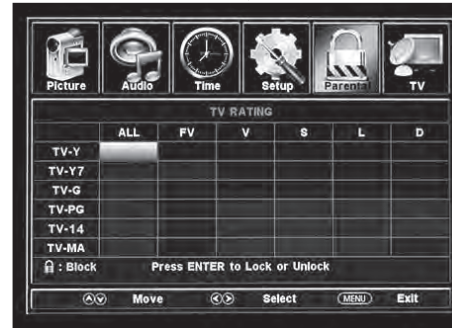 Picture Audio Time Setup Parental TV
TV RATING
ALL FV V S L D
TV-Y
TV-Y7
TV-G
TV-PG
TV-14
TV-MA
: Block Press ENTER to Lock or Unlock
Move Select MENU Exit